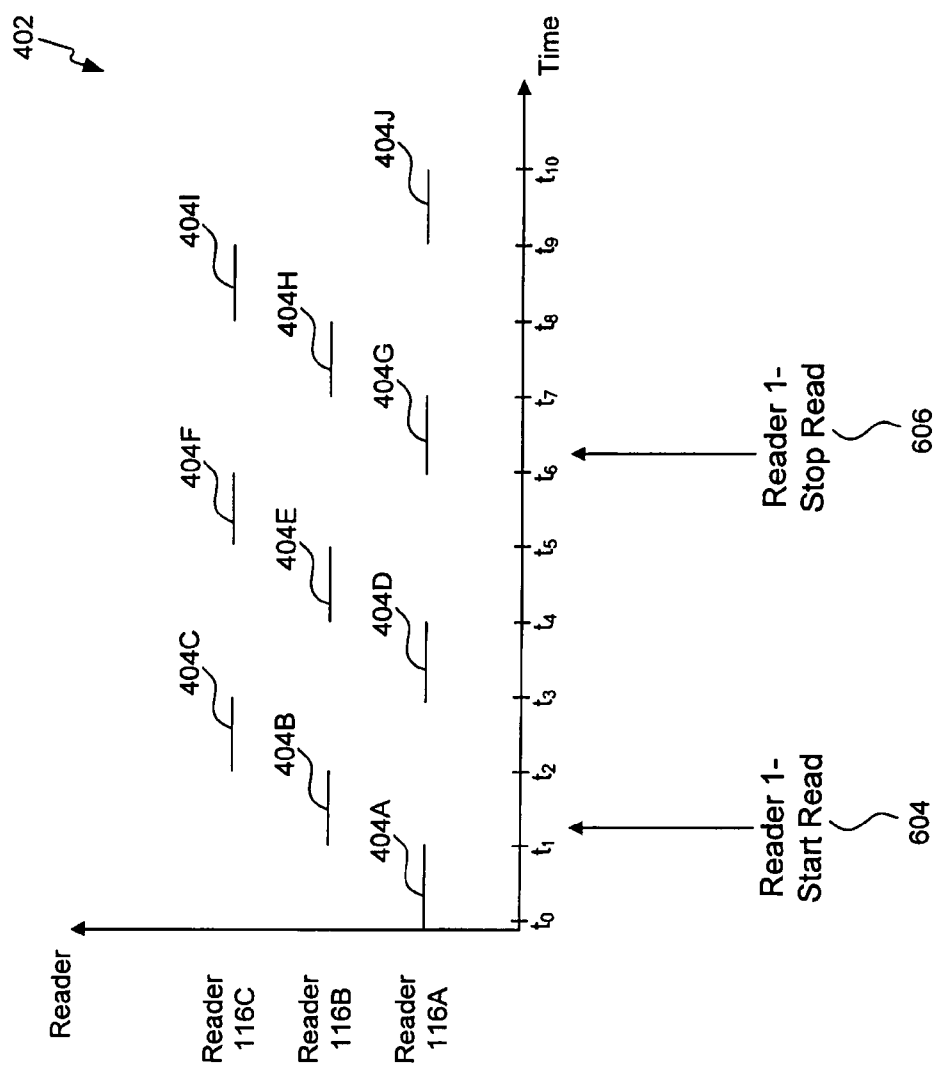 402
Reader
Reader
116C
Reader
116B
Reader
116A
404C
404F
404I
404B
404E
404H
404A
404D
404G
404J
t0
t1
t2
t3
t4
t5
t6
t7
t8
t9
t10
Time
Reader 1-
Start Read
604
Reader 1-
Stop Read
606